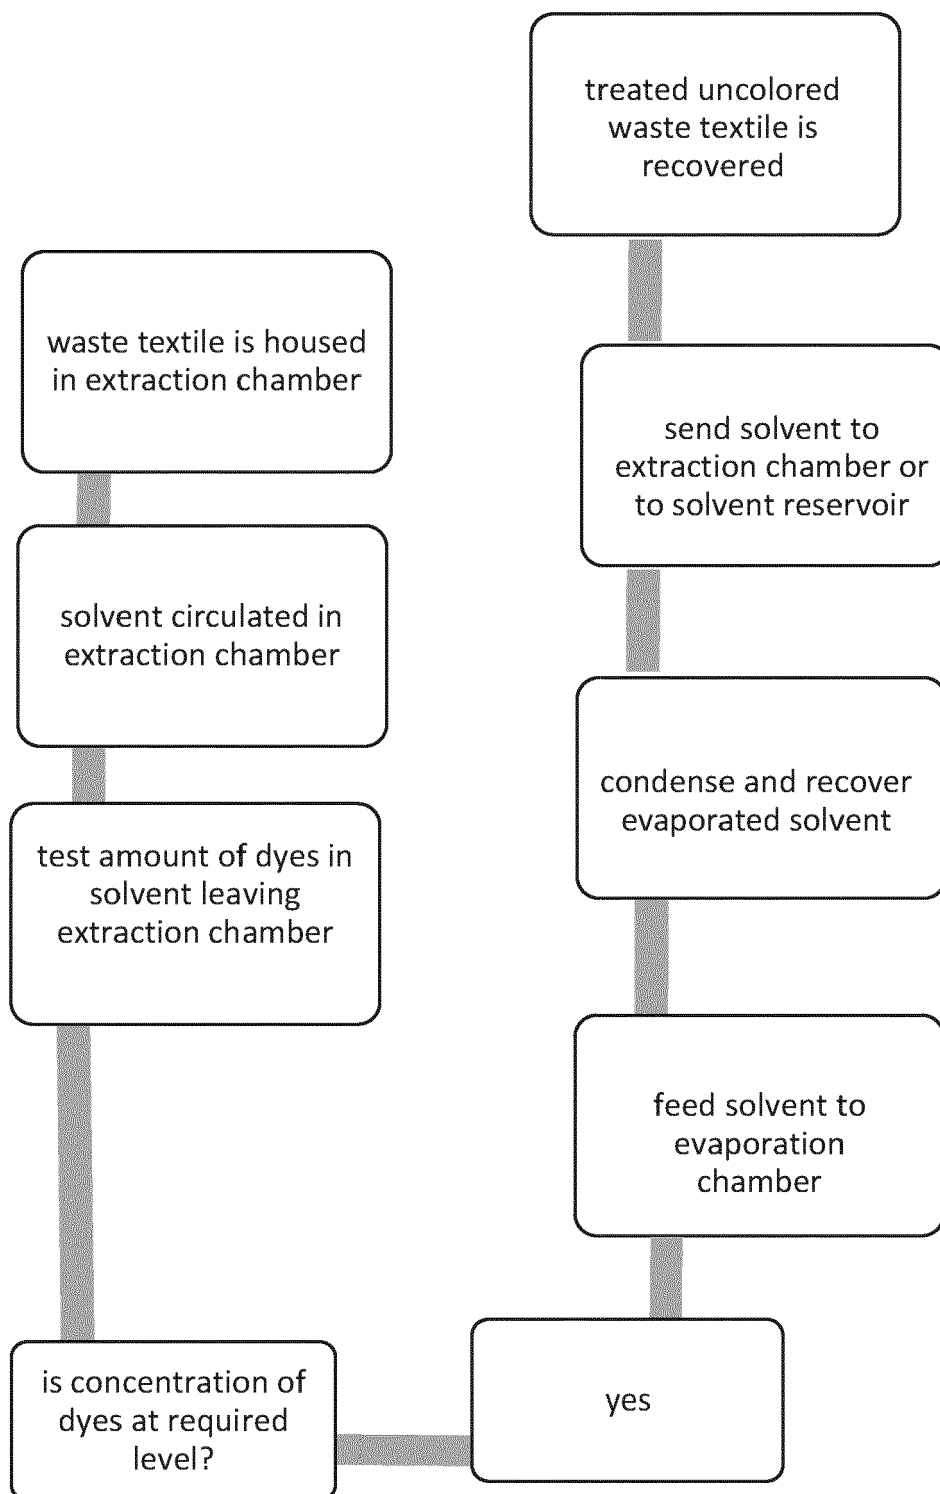 waste textile is housed
in extraction chamber
solvent circulated in
extraction chamber
test amount of dyes in
solvent leaving
extraction chamber
is concentration of
dyes at required
level?
yes
feed solvent to
evaporation
chamber
condense and recover
evaporated solvent
send solvent to
extraction chamber or
to solvent reservoir
treated uncolored
waste textile is
recovered